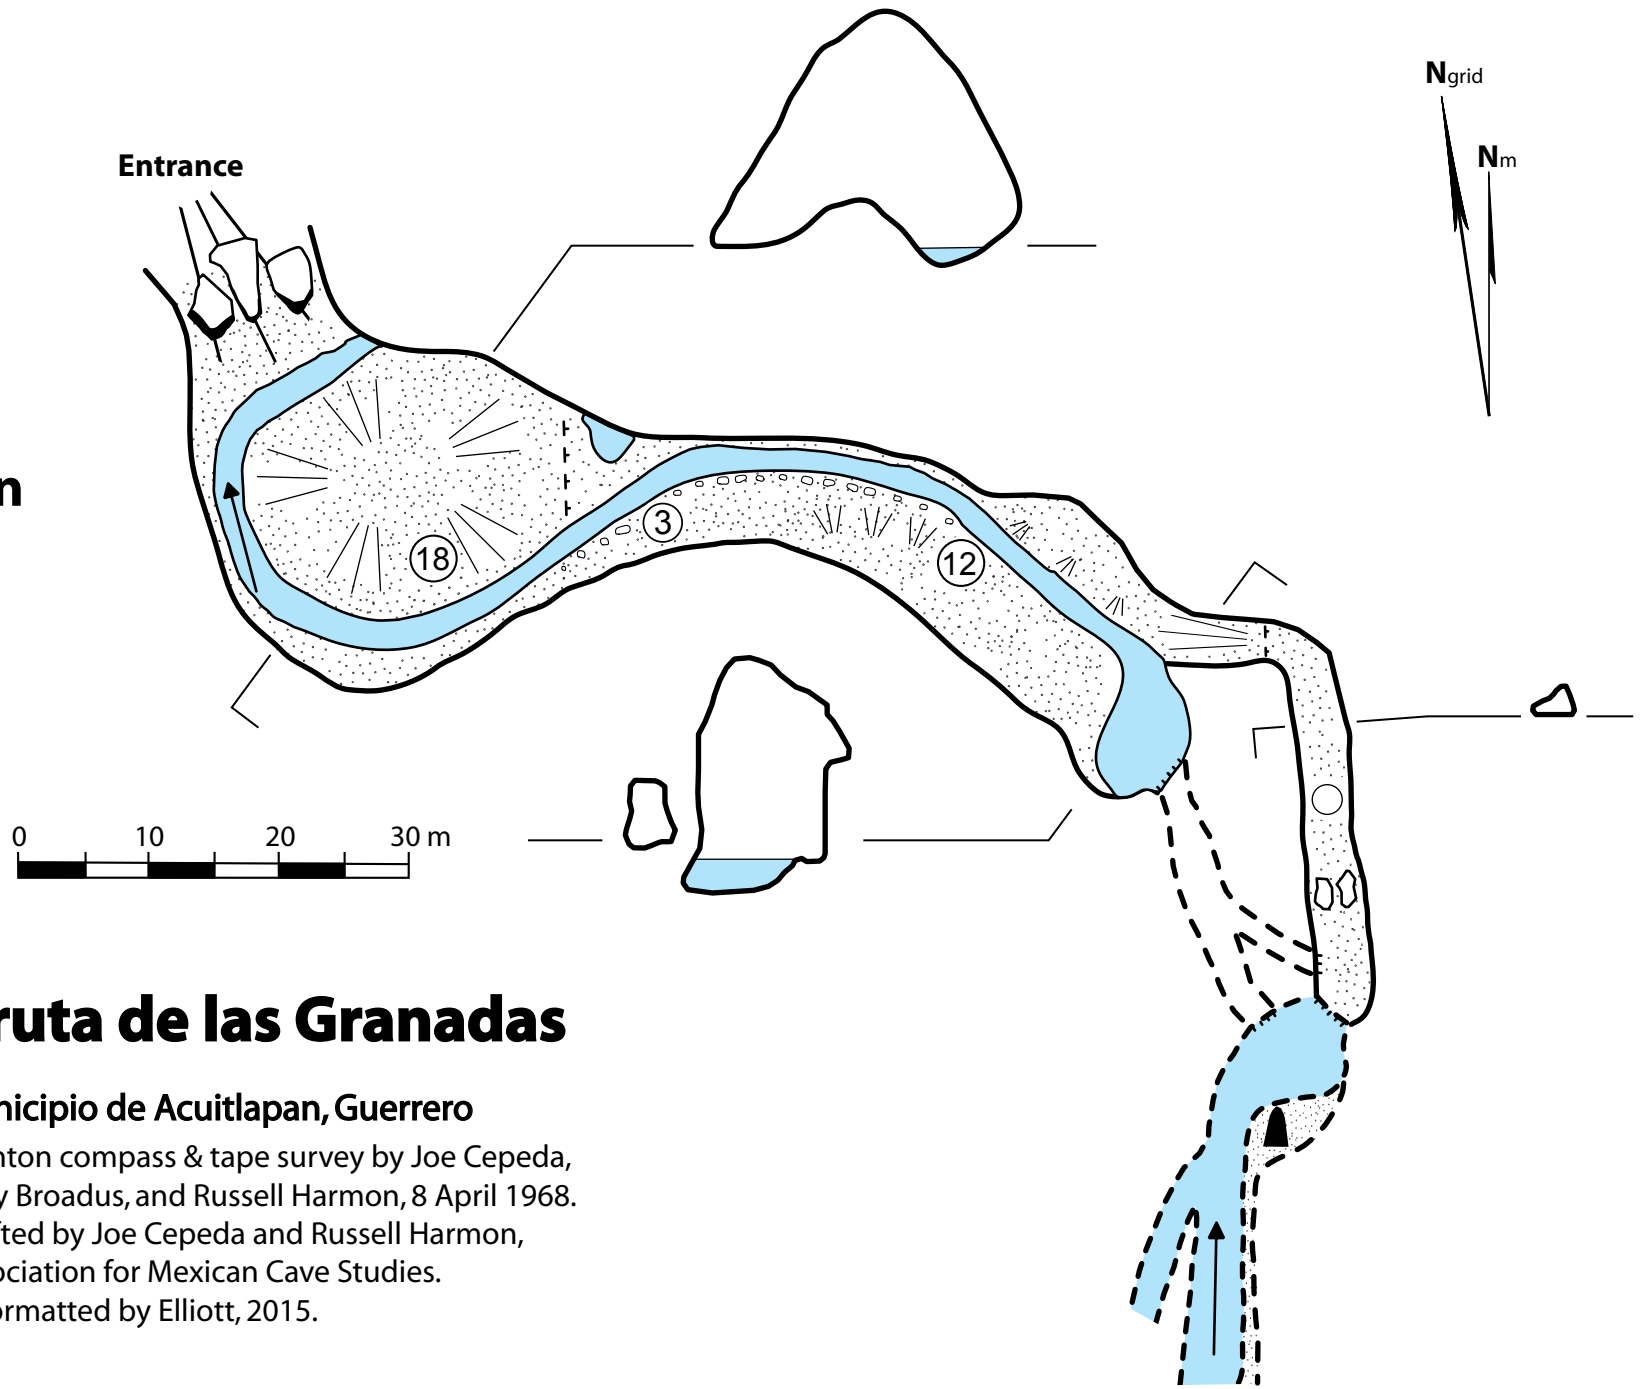 Entrance
Ngrid
Nm
n
18
3
12
0 10 20 30 m
ruta de las Granadas
nicipio de Acuitlapan, Guerrero
nton compass & tape survey by Joe Cepeda,
y Broadus, and Russell Harmon, 8 April 1968.
fted by Joe Cepeda and Russell Harmon,
ociation for Mexican Cave Studies.
ormatted by Elliott, 2015.